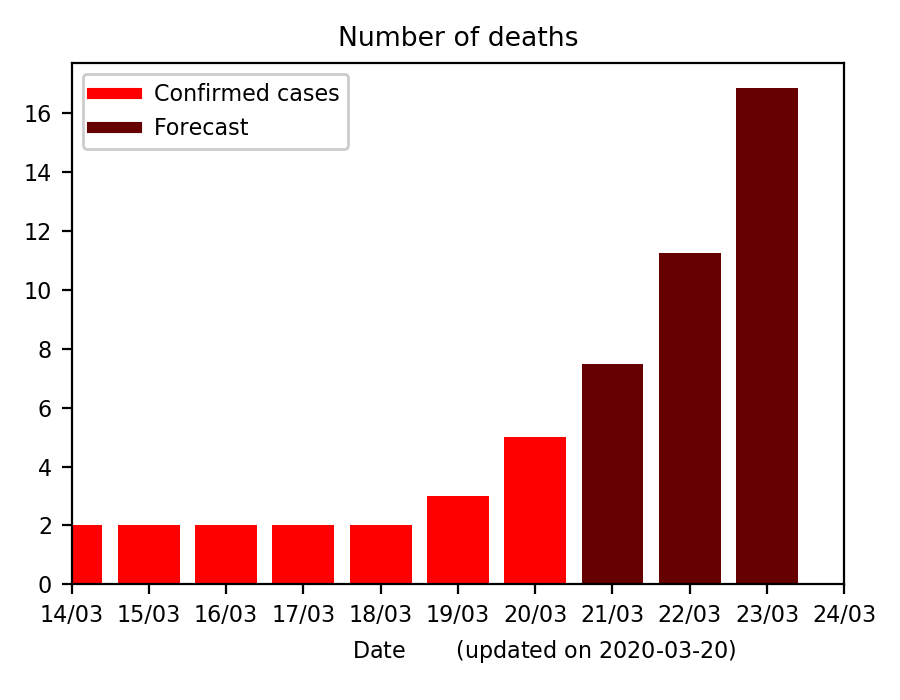 Number of deaths
Confirmed cases
Forecast
16
14
12
10
8
6
4
2
0
14/03 15/03 16/03 17/03 18/03 19/03 20/03 21/03 22/03 23/03 24/03
Date (updated on 2020-03-20)